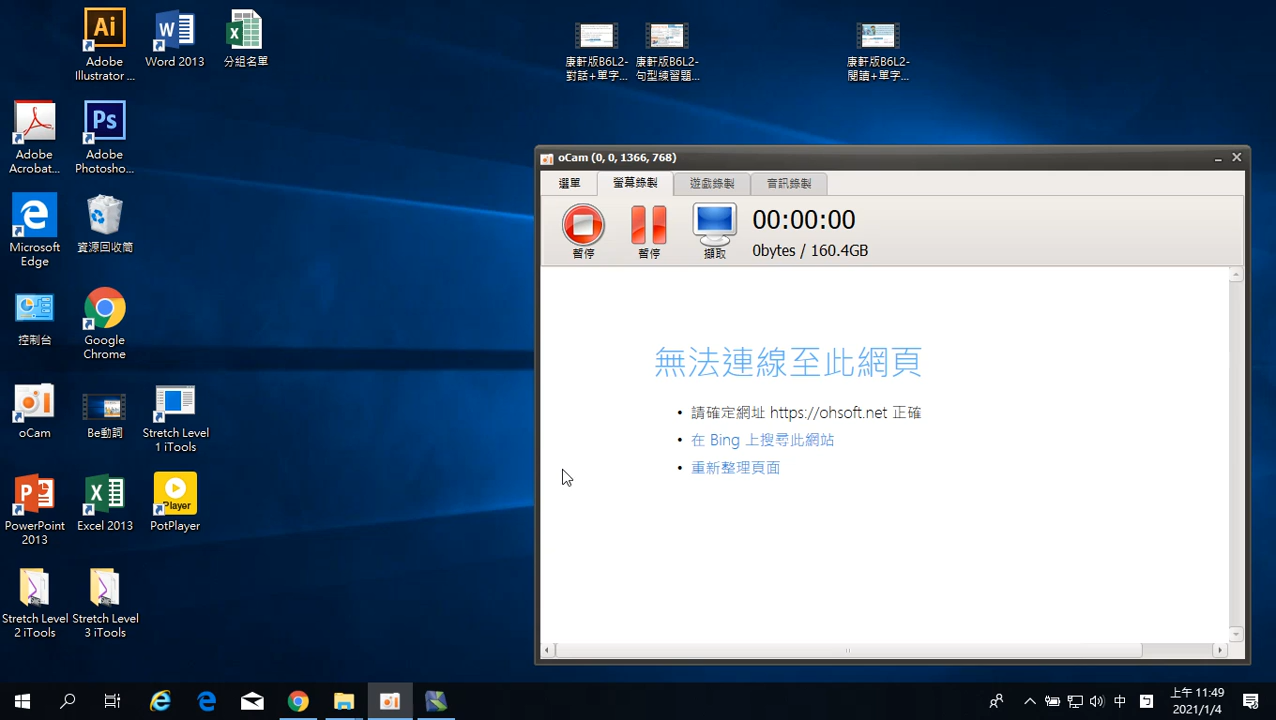 Ai
Adobe
Illustrator ...
Word 2013
分組名單
康軒版B6L2-
對話+單字...
康軒版B6L2-
句型練習題...
康軒版B6L2-
閱讀+單字...
Adobe
Acrobat...
Ps
Adobe
Photosho...
Microsoft
Edge
資源回收筒
控制台
Google
Chrome
oCam
Be動詞
Stretch Level
1 iTools
PowerPoint
2013
Excel 2013
Player
PotPlayer
Stretch Level
2 iTools
Stretch Level
3 iTools
oCam (0, 0, 1366, 768)
選單
螢幕錄製
遊戲錄製
音訊錄製
暫停
暫停
擷取
00:00:00
0bytes / 160.4GB
無法連線至此網頁
• 請確定網址 https://ohsoft.net 正確
• 在 Bing 上搜尋此網站
• 重新整理頁面
中
上午 11:49
2021/1/4